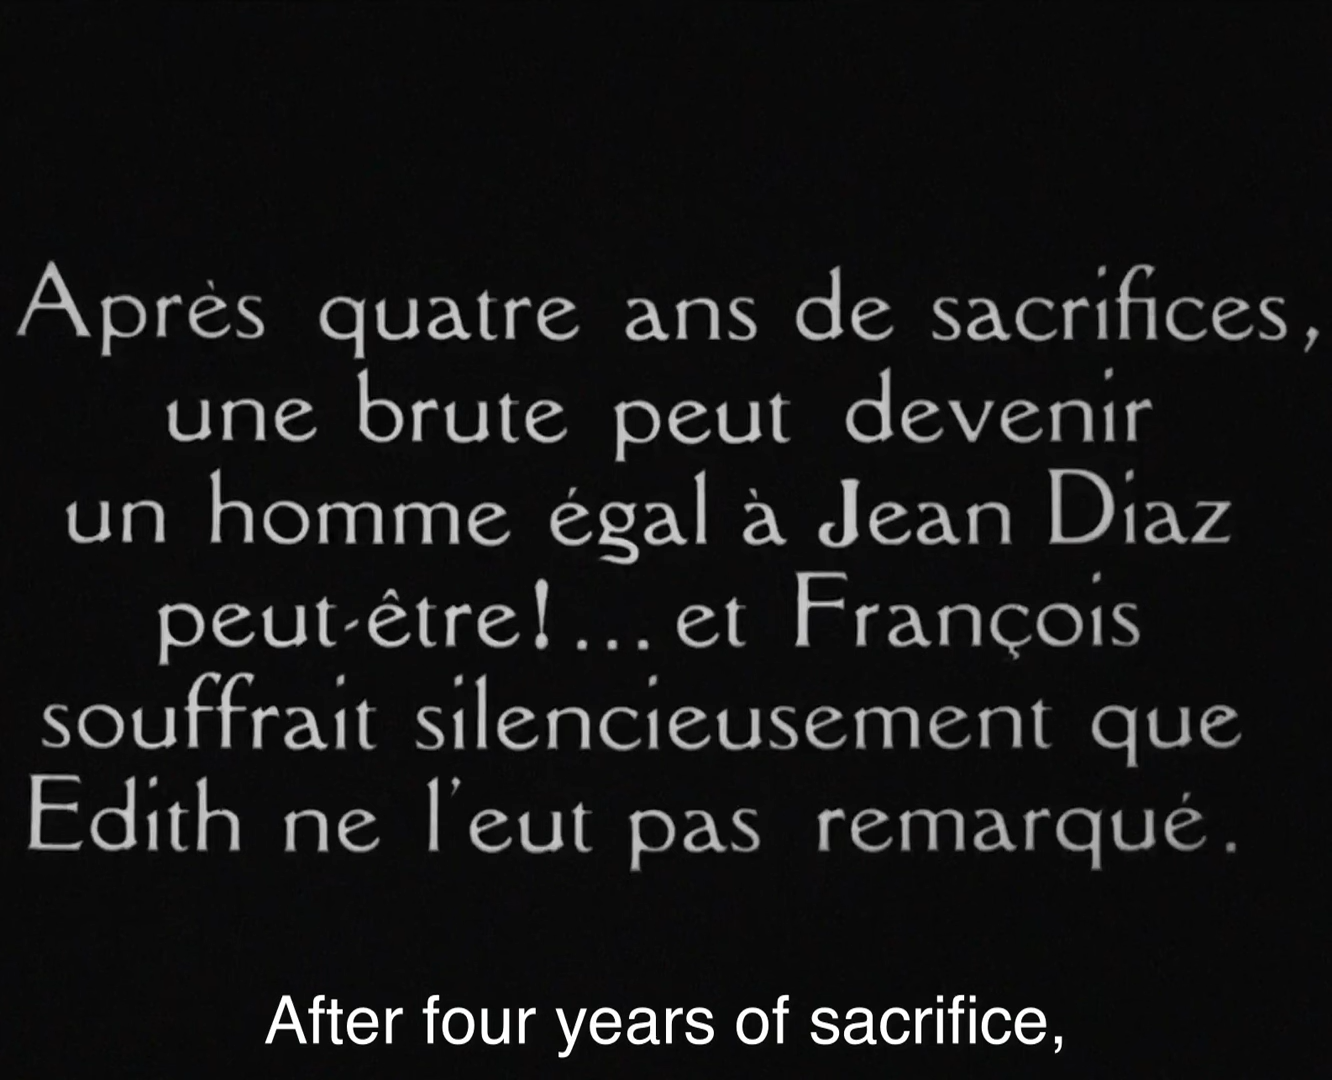 Après quatre ans de sacrifices,
une brute peut devenir
un homme égal à Jean Diaz
peut-être!... et François
souffrait silencieusement que
Edith ne l'eut pas remarqué.
After four years of sacrifice,